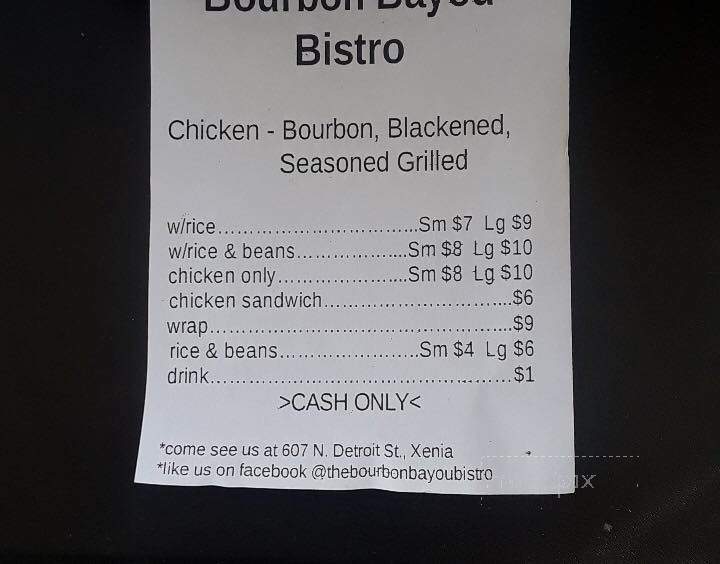 Bourbon Bayou
Bistro
Chicken - Bourbon, Blackened,
Seasoned Grilled
w/rice................................Sm $7 Lg $9
w/rice & beans..................Sm $8 Lg $10
chicken only.....................Sm $8 Lg $10
chicken sandwich..............................$6
wrap................................................$9
rice & beans......................Sm $4 Lg $6
drink................................................$1
>CASH ONLY<
*come see us at 607 N. Detroit St., Xenia
*like us on facebook @thebourbonbayoubistro